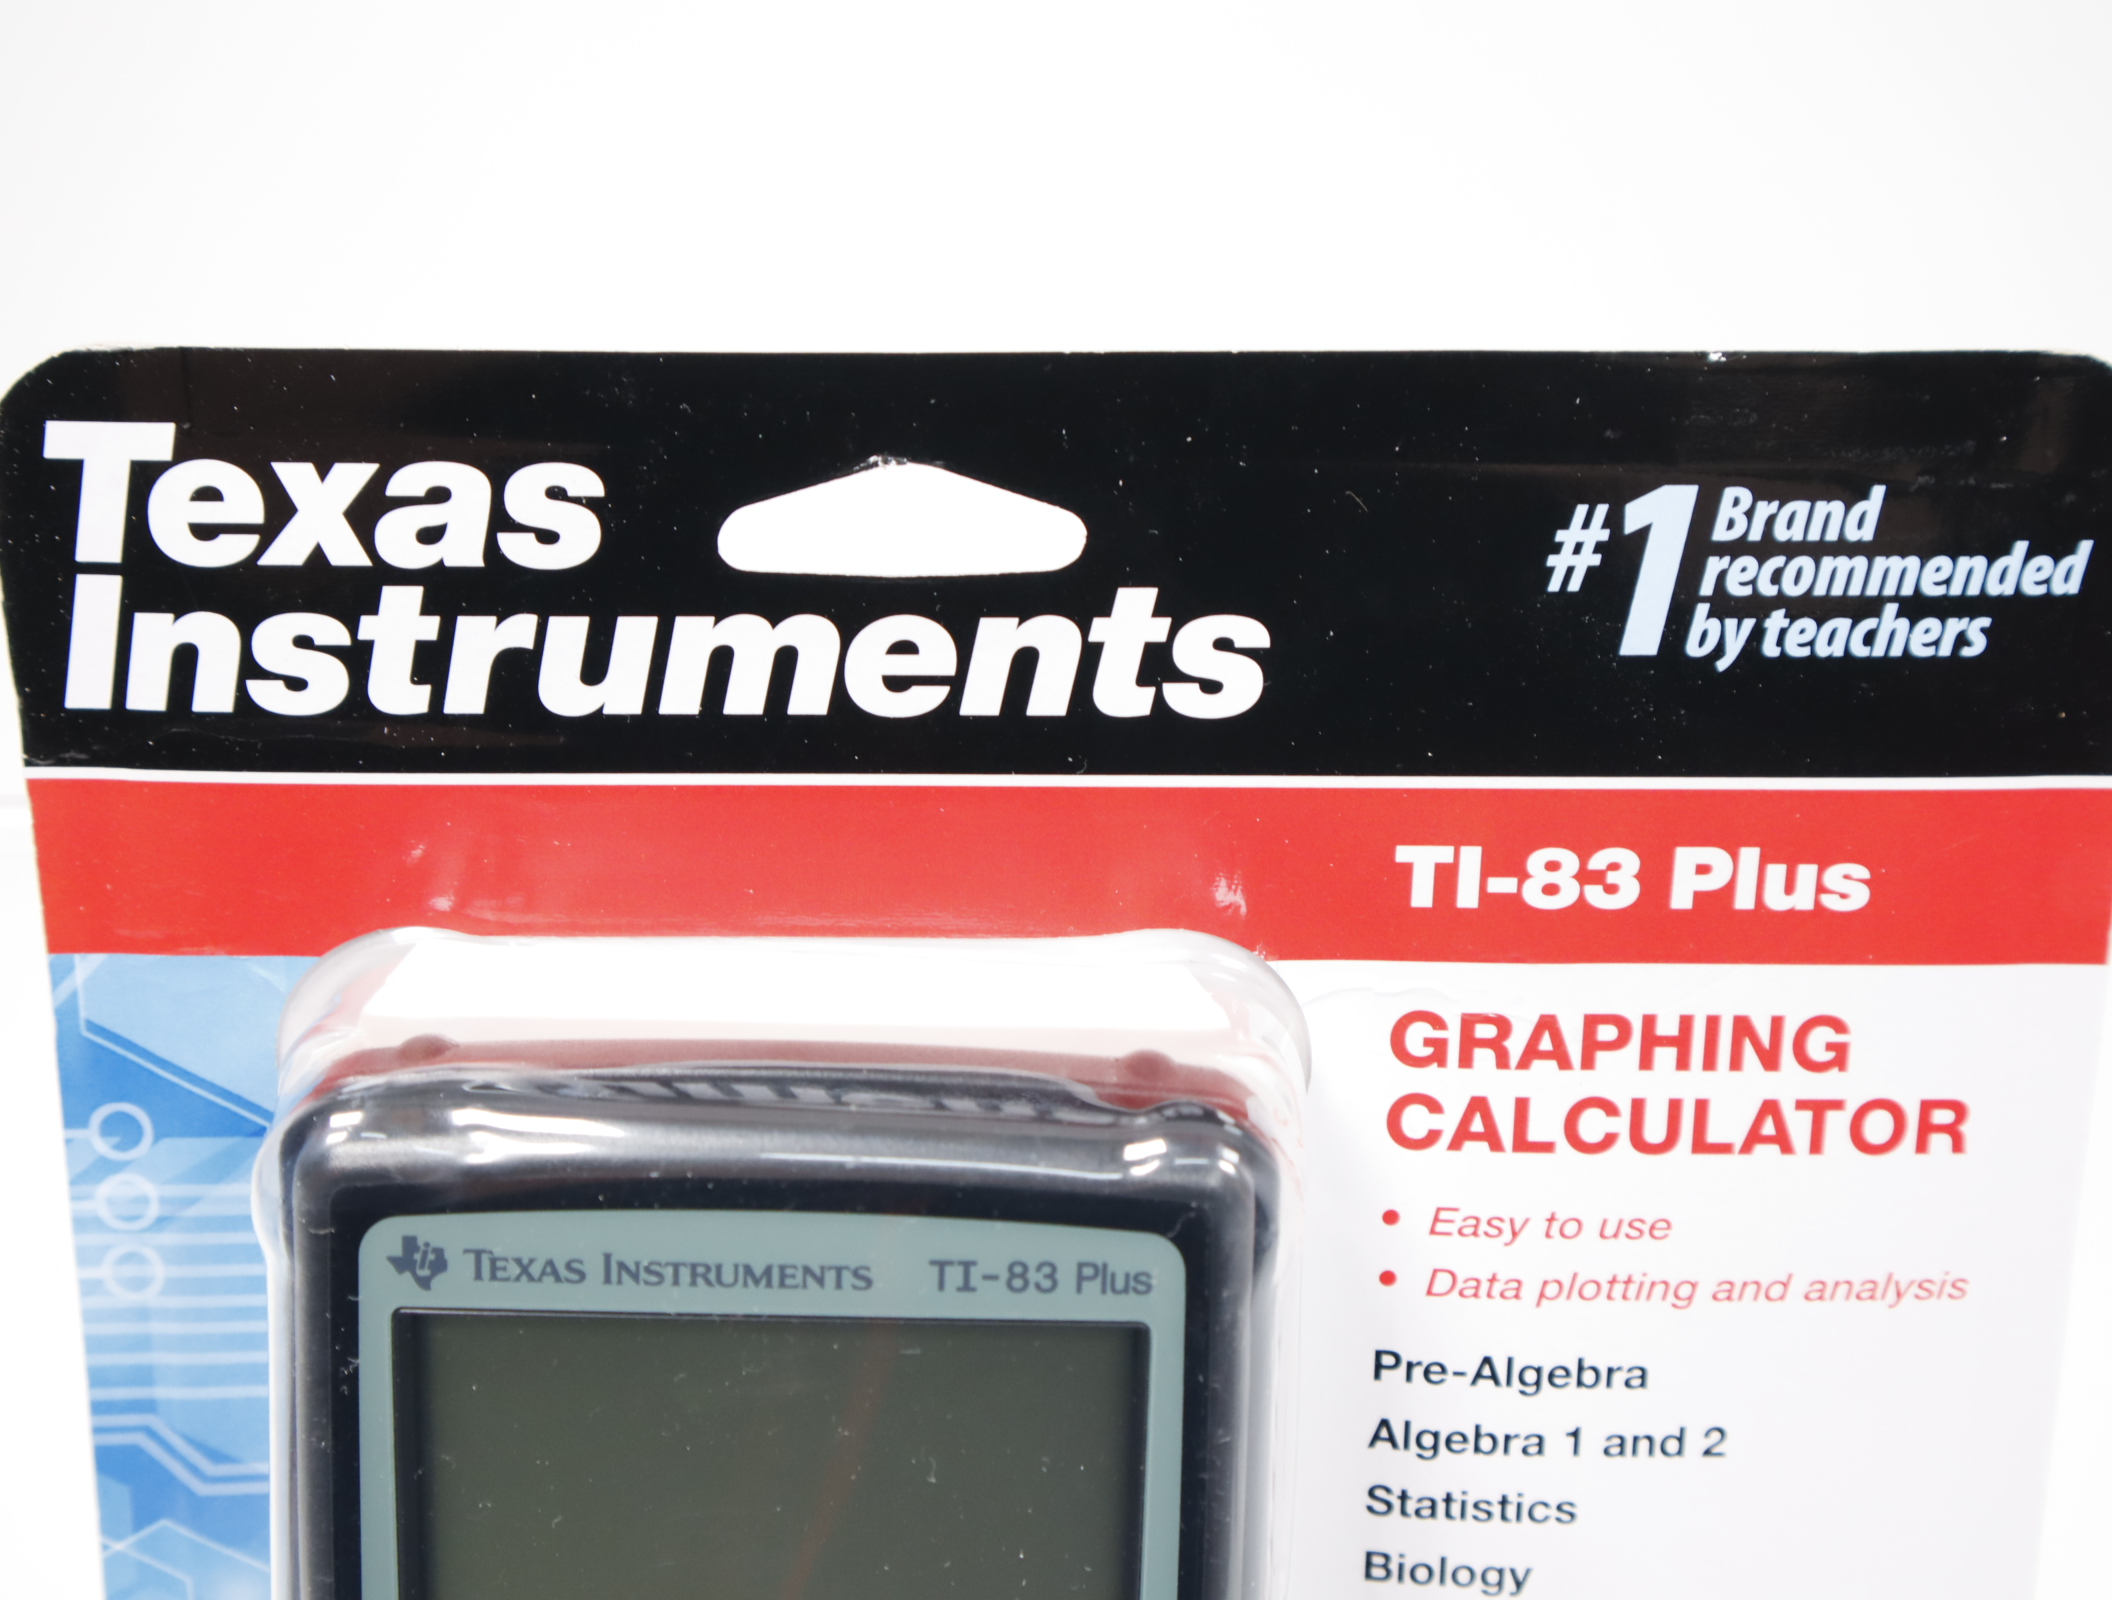 Texas
Instruments
#1 Brand
recommended
by teachers
TI-83 Plus
GRAPHING
CALCULATOR
• Easy to use
• Data plotting and analysis
Pre-Algebra
Algebra 1 and 2
Statistics
Biology
TEXAS INSTRUMENTS TI-83 Plus